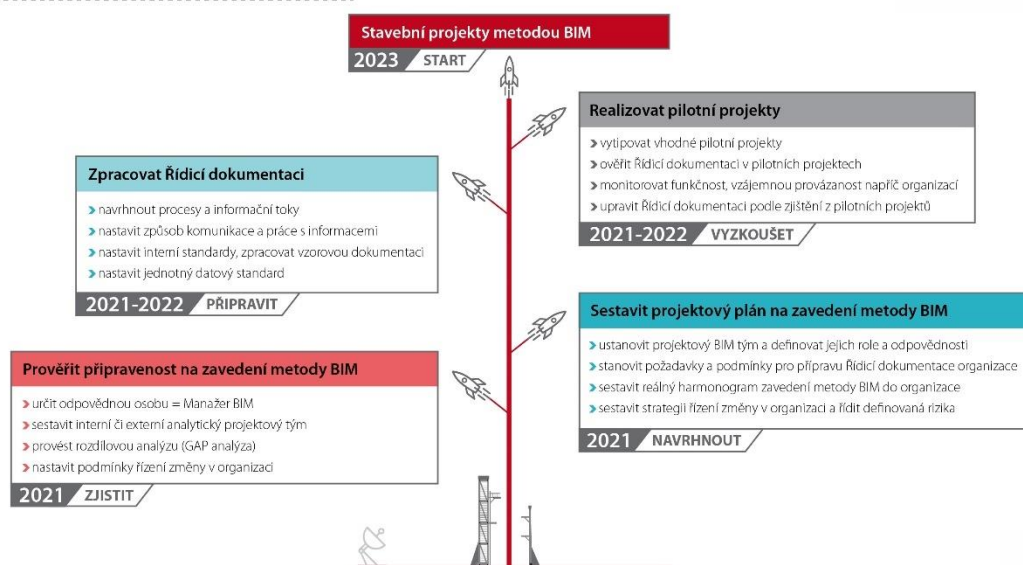 Stavební projekty metodou BIM
2023 START
Realizovat pilotní projekty
vytipovat vhodné pilotní projekty
ověřit Řídicí dokumentaci v pilotních projektech
monitorovat funkčnost, vzájemnou provázanost napříč organizací
upravit Řídicí dokumentaci podle zjištění z pilotních projektů
2021-2022 VYZKOUŠET
Zpracovat Řídicí dokumentaci
navrhnout procesy a informační toky
nastavit způsob komunikace a práce s informacemi
nastavit interní standardy, zpracovat vzorovou dokumentaci
nastavit jednotný datový standard
2021-2022 PŘIPRAVIT
Sestavit projektový plán na zavedení metody BIM
ustanovit projektový BIM tým a definovat jejich role a odpovědnosti
stanovit požadavky a podmínky pro přípravu Řídicí dokumentace organizace
sestavit reálný harmonogram zavedení metody BIM do organizace
sestavit strategii řízení změny v organizaci a řídit definovaná rizika
2021 NAVRHNOUT
Prověřit připravenost na zavedení metody BIM
určit odpovědnou osobu = Manažer BIM
sestavit interní či externí analytický projektový tým
provést rozdílovou analýzu (GAP analýza)
nastavit podmínky řízení změny v organizaci
2021 ZJISTIT